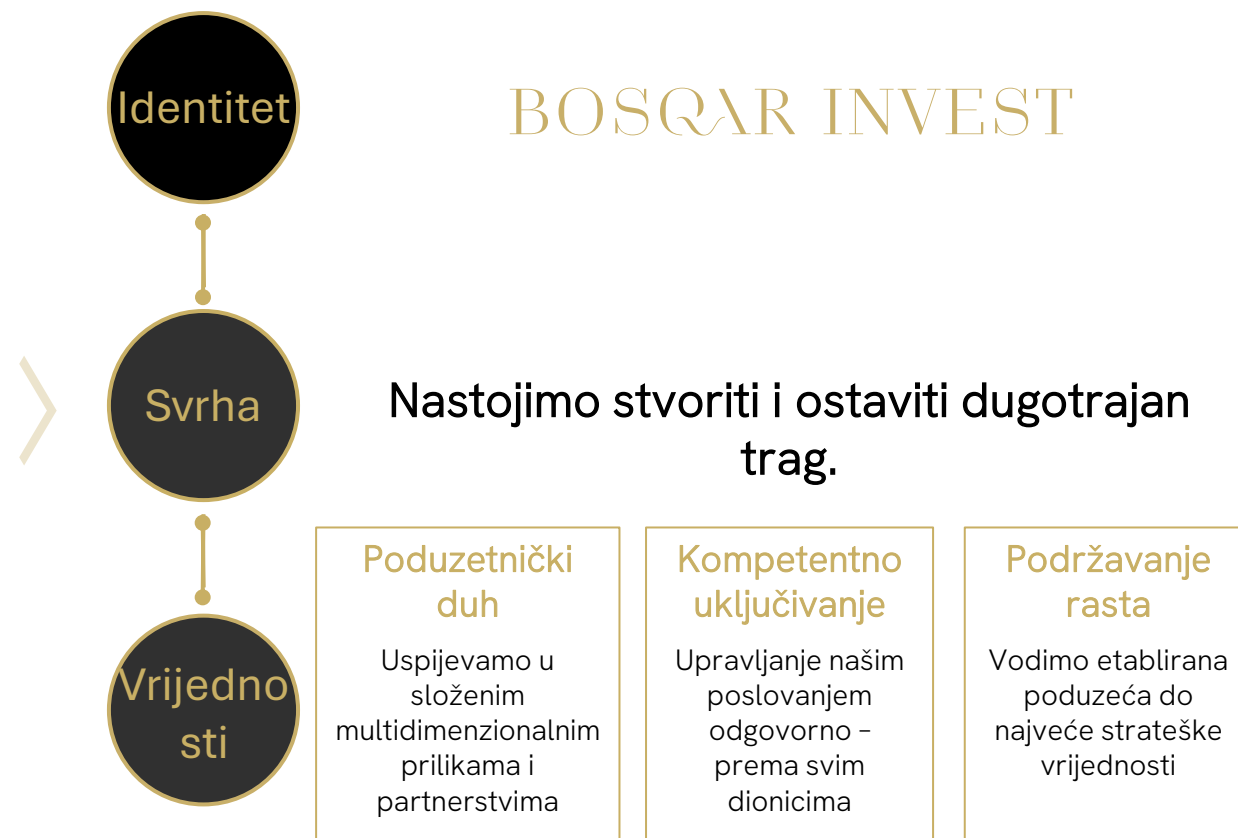 Identitet
BOSQAR INVEST
Svrha
Nastojimo stvoriti i ostaviti dugotrajan
trag.
Vrijedno
sti
Poduzetnički
duh
Uspijevamo u
složenim
multidimenzionalnim
prilikama i
partnerstvima
Kompetentno
uključivanje
Upravljanje našim
poslovanjem
odgovorno –
prema svim
dionicima
Podržavanje
rasta
Vodimo etablirana
poduzeća do
najveće strateške
vrijednosti